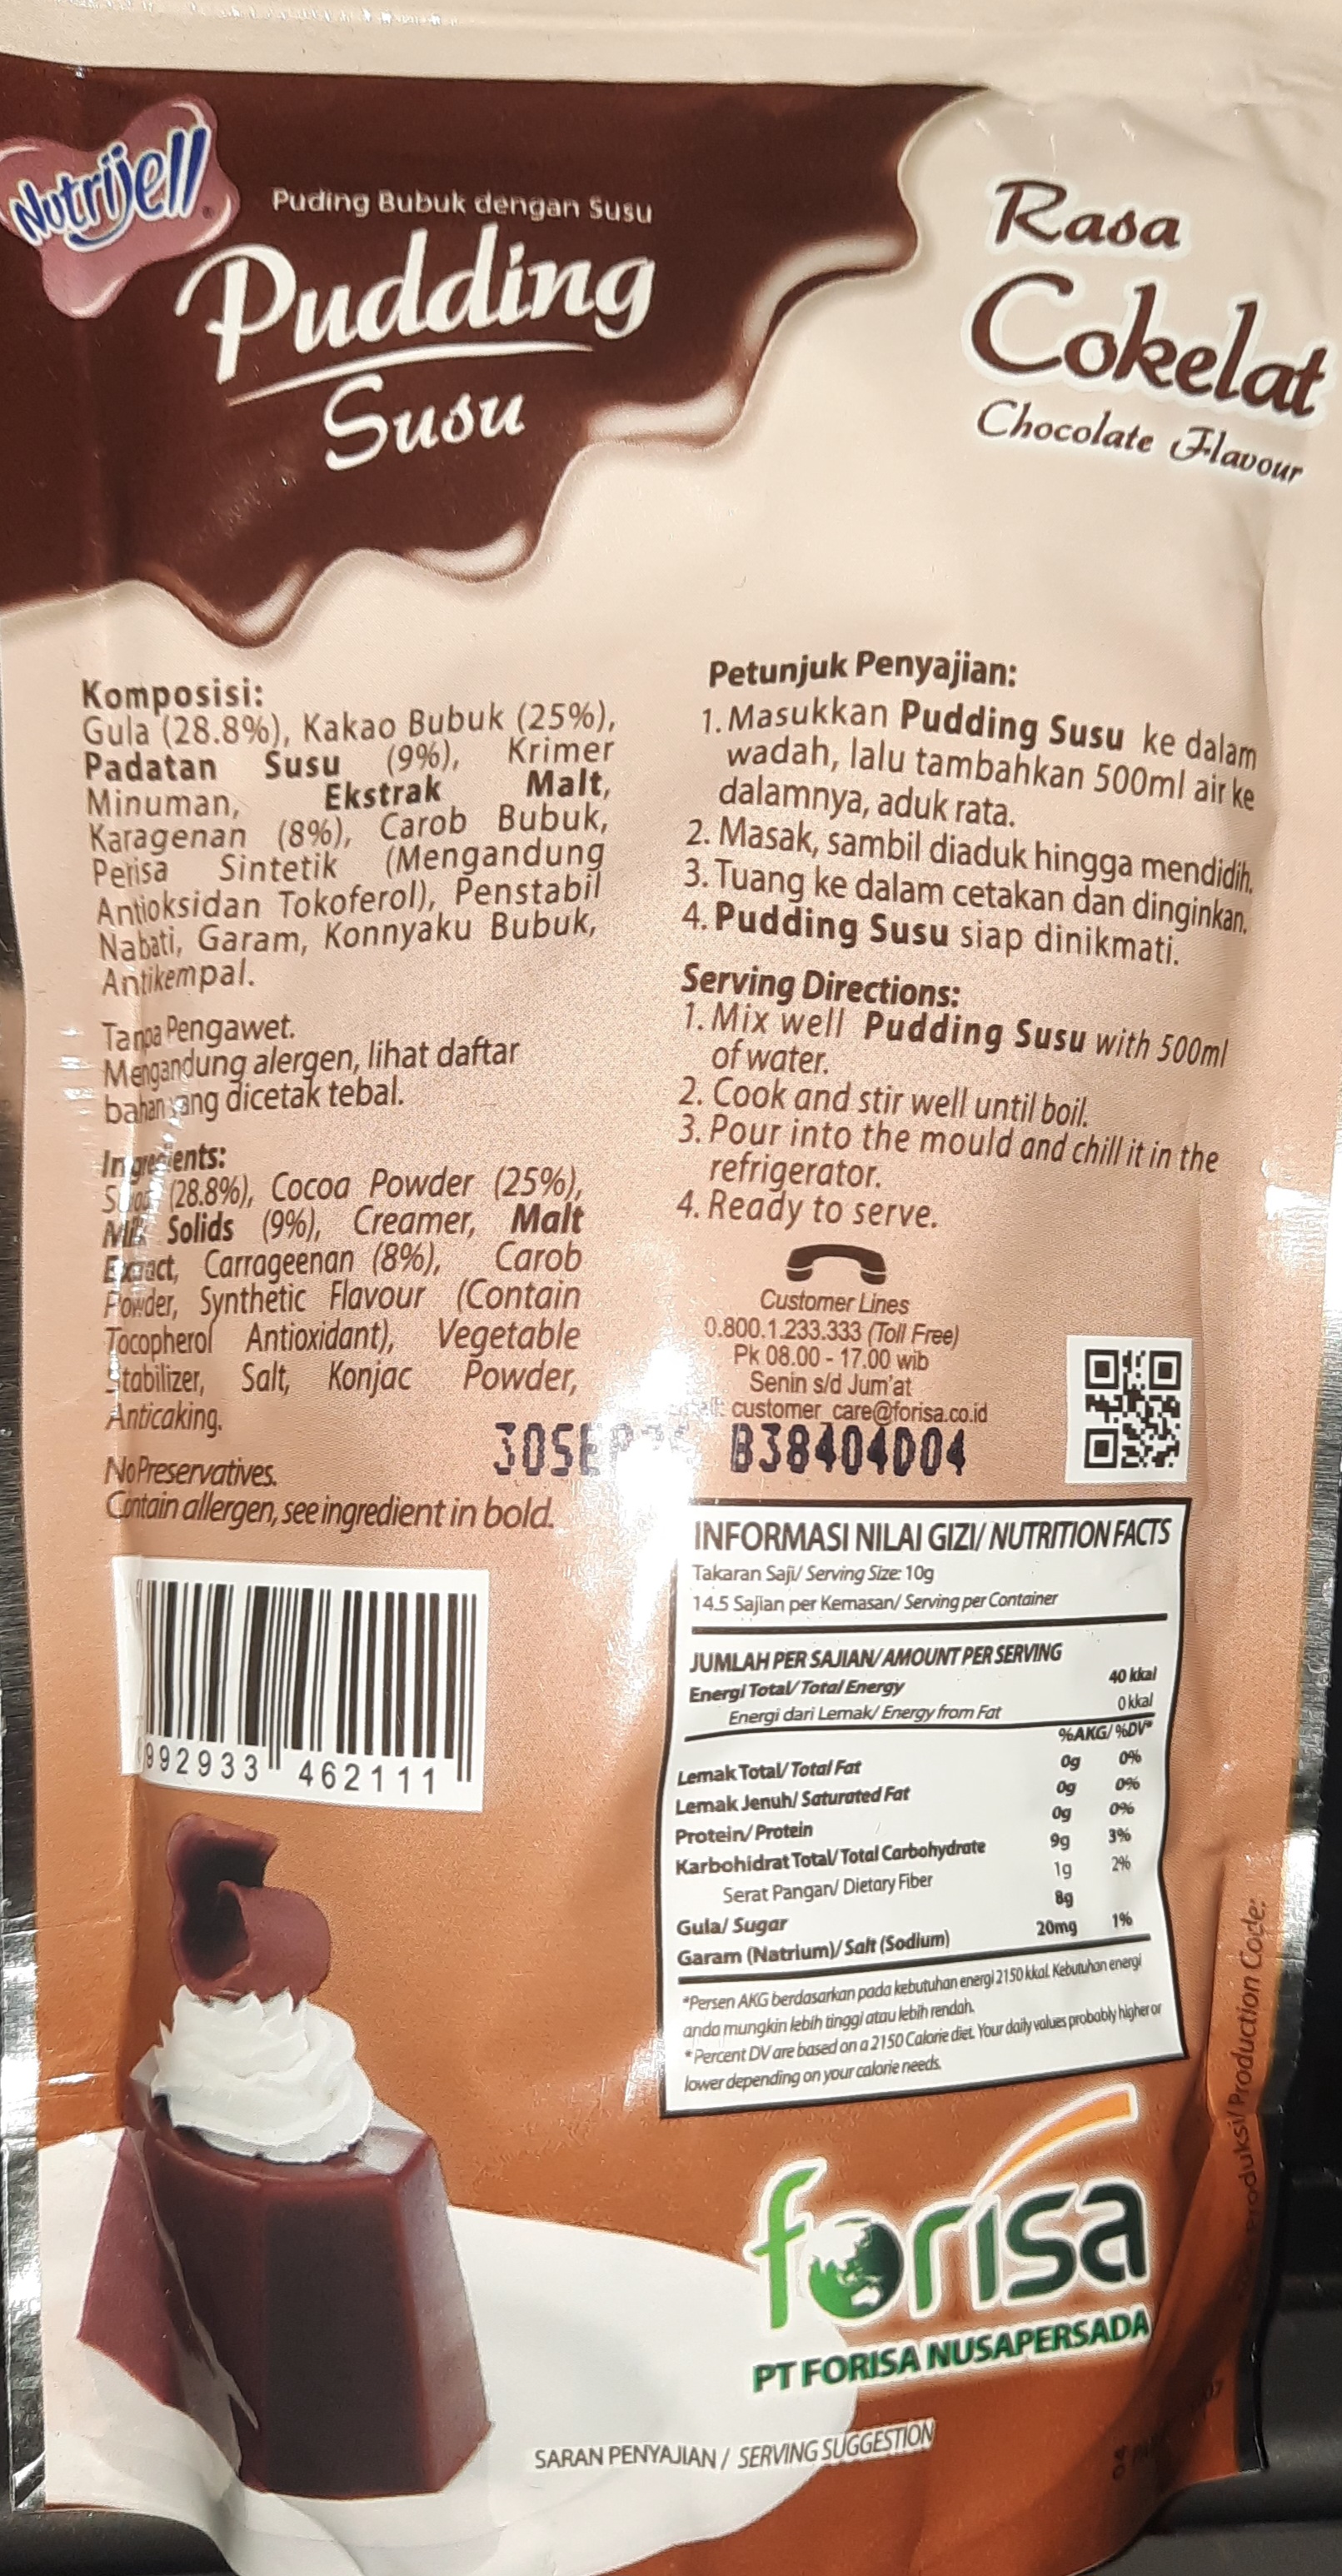 Nutrijell
Puding Bubuk dengan Susu
Pudding
Susu
Rasa
Cokelat
Chocolate Flavour
Komposisi:
Gula (28.8%), Kakao Bubuk (25%),
Padatan Susu (9%), Krimer
Minuman, Ekstrak Malt,
Karagenan (8%), Carob Bubuk,
Perisa Sintetik (Mengandung
Antioksidan Tokoferol), Penstabil
Nabati, Garam, Konnyaku Bubuk,
Antikempal.
Tanpa Pengawet.
Mengandung alergen, lihat daftar
bahan yang dicetak tebal.
Ingredients:
(28.8%), Cocoa Powder (25%),
Milk Solids (9%), Creamer, Malt
Extract, Carrageenan (8%), Carob
Powder, Synthetic Flavour (Contain
Tocopherol Antioxidant), Vegetable
Stabilizer, Salt, Konjac Powder,
Anticaking.
No Preservatives.
Contain allergen, see ingredient in bold.
992933 462111
Petunjuk Penyajian:
1. Masukkan Pudding Susu ke dalam
wadah, lalu tambahkan 500ml air ke
dalamnya, aduk rata.
2. Masak, sambil diaduk hingga mendidih.
3. Tuang ke dalam cetakan dan dinginkan.
4. Pudding Susu siap dinikmati.
Serving Directions:
1. Mix well Pudding Susu with 500ml
of water.
2. Cook and stir well until boil.
3. Pour into the mould and chill it in the
refrigerator.
4. Ready to serve.
Customer Lines
0.800.1.233.333 (Toll Free)
Pk 08.00 - 17.00 wib
Senin s/d Jum'at
customer_care@forisa.co.id
B38404D04
INFORMASI NILAI GIZI/ NUTRITION FACTS
Takaran Saji/ Serving Size: 10g
14.5 Sajian per Kemasan/ Serving per Container
JUMLAH PER SAJIAN/ AMOUNT PER SERVING
Energi Total/ Total Energy 40 kkal
Energi dari Lemak/ Energy from Fat 0 kkal
%AKG/ %DV*
Lemak Total/ Total Fat 0g 0%
Lemak Jenuh/ Saturated Fat 0g 0%
Protein/ Protein 0g 0%
Karbohidrat Total/ Total Carbohydrate 9g 3%
Serat Pangan/ Dietary Fiber 1g 2%
Gula/ Sugar 8g
Garam (Natrium)/ Salt (Sodium) 20mg 1%
*Persen AKG berdasarkan pada kebutuhan energi 2150 kkal. Kebutuhan energi
anda mungkin lebih tinggi atau lebih rendah.
* Percent DV are based on a 2150 Calorie diet. Your daily values probably higher or
lower depending on your calorie needs.
forisa
PT FORISA NUSAPERSADA
SARAN PENYAJIAN / SERVING SUGGESTION
Produksi/ Production Code: